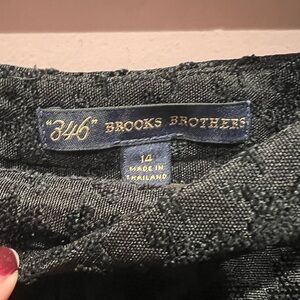 "346" BROOKS BROTHERS
14
MADE IN
THAILAND